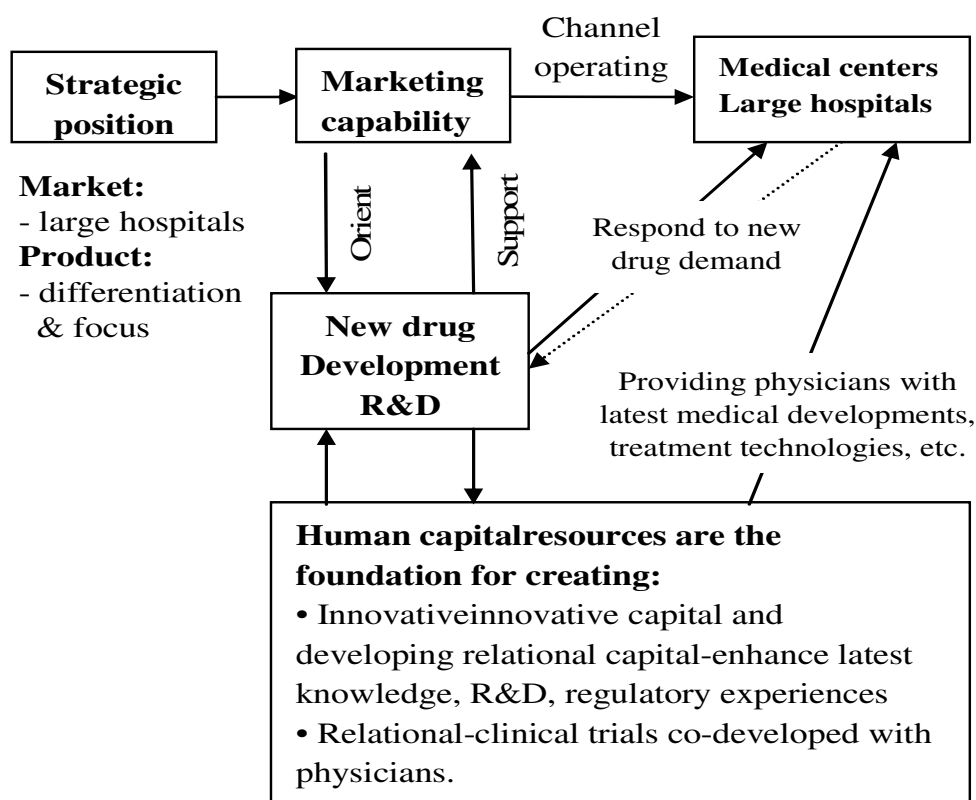 Strategic
position
Marketing
capability
Channel
operating
Medical centers
Large hospitals
Market:
- large hospitals
Product:
- differentiation
& focus
Orient
Support
Respond to new
drug demand
New drug
Development
R&D
Providing physicians with
latest medical developments,
treatment technologies, etc.
Human capitalresources are the
foundation for creating:
• Innovativeinnovative capital and
developing relational capital-enhance latest
knowledge, R&D, regulatory experiences
• Relational-clinical trials co-developed with
physicians.